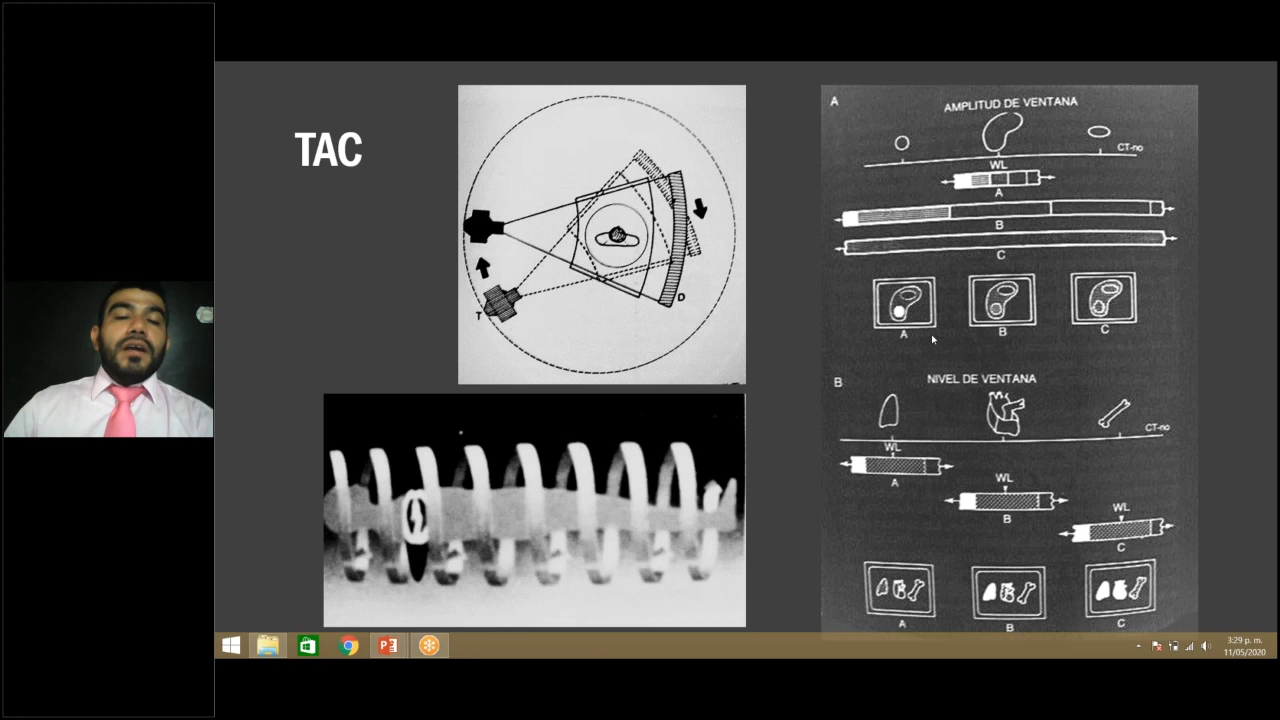 TAC
T
D
A
AMPLITUD DE VENTANA
CT-no
WL
A
B
C
A
B
C
B
NIVEL DE VENTANA
CT-no
WL
A
WL
B
WL
C
A
B
C
3:29 p. m.
11/05/2020